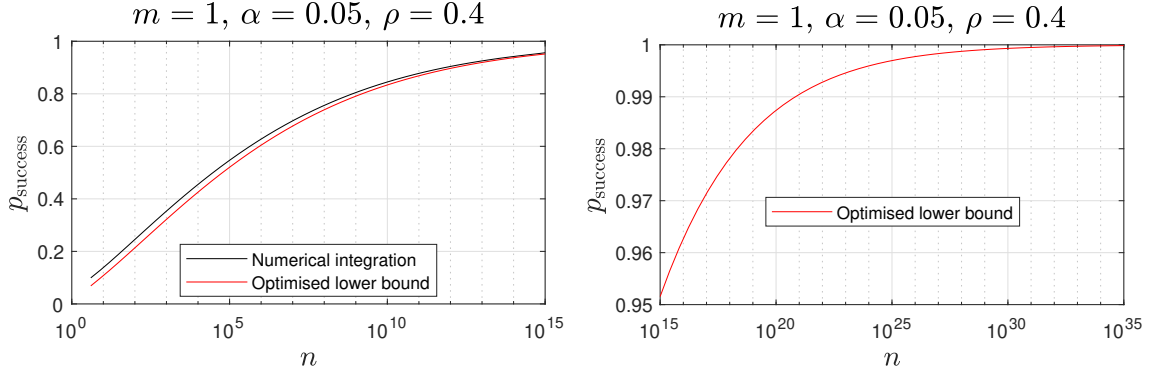 m = 1, α = 0.05, ρ = 0.4
1
0.8
0.6
0.4
0.2
0
p_success
Numerical integration
Optimised lower bound
10^0
10^5
10^10
10^15
n
m = 1, α = 0.05, ρ = 0.4
1
0.99
0.98
0.97
0.96
0.95
p_success
Optimised lower bound
10^15
10^20
10^25
10^30
10^35
n